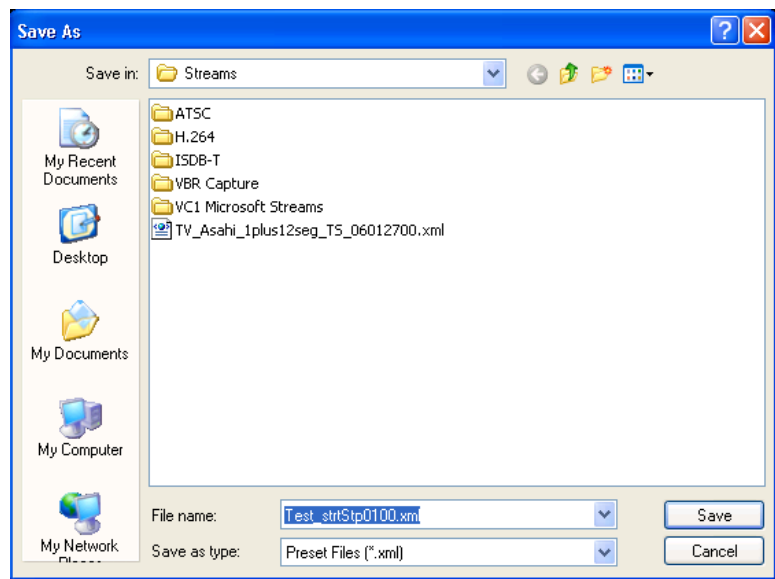 Save As
Save in:
Streams
My Recent
Documents
Desktop
My Documents
My Computer
My Network
ATSC
H.264
ISDB-T
VBR Capture
VC1 Microsoft Streams
TV_Asahi_1plus12seg_TS_06012700.xml
File name:
Test_strtStp0100.xml
Save
Save as type:
Preset Files (*.xml)
Cancel